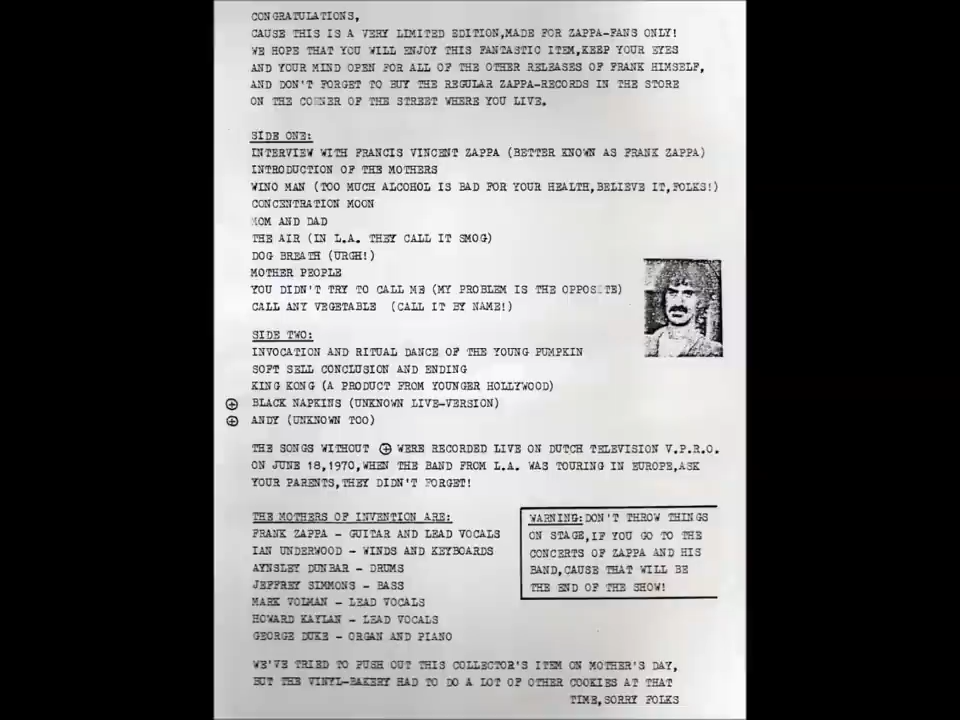 CONGRATULATIONS,
CAUSE THIS IS A VERY LIMITED EDITION,MADE FOR ZAPPA-FANS ONLY!
WE HOPE THAT YOU WILL ENJOY THIS FANTASTIC ITEM,KEEP YOUR EYES
AND YOUR MIND OPEN FOR ALL OF THE OTHER RELEASES OF FRANK HIMSELF,
AND DON'T FORGET TO BUY THE REGULAR ZAPPA-RECORDS IN THE STORE
ON THE CORNER OF THE STREET WHERE YOU LIVE.
SIDE ONE:
INTERVIEW WITH FRANCIS VINCENT ZAPPA (BETTER KNOWN AS FRANK ZAPPA)
INTRODUCTION OF THE MOTHERS
WINO MAN (TOO MUCH ALCOHOL IS BAD FOR YOUR HEALTH,BELIEVE IT,FOLKS!)
CONCENTRATION MOON
MOM AND DAD
THE AIR (IN L.A. THEY CALL IT SMOG)
DOG BREATH (URGH!)
MOTHER PEOPLE
YOU DIDN'T TRY TO CALL ME (MY PROBLEM IS THE OPPOSITE)
CALL ANY VEGETABLE (CALL IT BY NAME!)
SIDE TWO:
INVOCATION AND RITUAL DANCE OF THE YOUNG PUMPKIN
SOFT SELL CONCLUSION AND ENDING
KING KONG (A PRODUCT FROM YOUNGER HOLLYWOOD)
⊕ BLACK NAPKINS (UNKNOWN LIVE-VERSION)
⊕ ANDY (UNKNOWN TOO)
THE SONGS WITHOUT ⊕ WERE RECORDED LIVE ON DUTCH TELEVISION V.P.R.O.
ON JUNE 18,1970,WHEN THE BAND FROM L.A. WAS TOURING IN EUROPE,ASK
YOUR PARENTS,THEY DIDN'T FORGET!
THE MOTHERS OF INVENTION ARE:
FRANK ZAPPA - GUITAR AND LEAD VOCALS
IAN UNDERWOOD - WINDS AND KEYBOARDS
AYNSLEY DUNBAR - DRUMS
JEFFREY SIMMONS - BASS
MARK VOLMAN - LEAD VOCALS
HOWARD KAYLAN - LEAD VOCALS
GEORGE DUKE - ORGAN AND PIANO
WARNING:DON'T THROW THINGS
ON STAGE,IF YOU GO TO THE
CONCERTS OF ZAPPA AND HIS
BAND,CAUSE THAT WILL BE
THE END OF THE SHOW!
WE'VE TRIED TO PUSH OUT THIS COLLECTOR'S ITEM ON MOTHER'S DAY,
BUT THE VINYL-BAKERY HAD TO DO A LOT OF OTHER COOKIES AT THAT
TIME,SORRY FOLKS